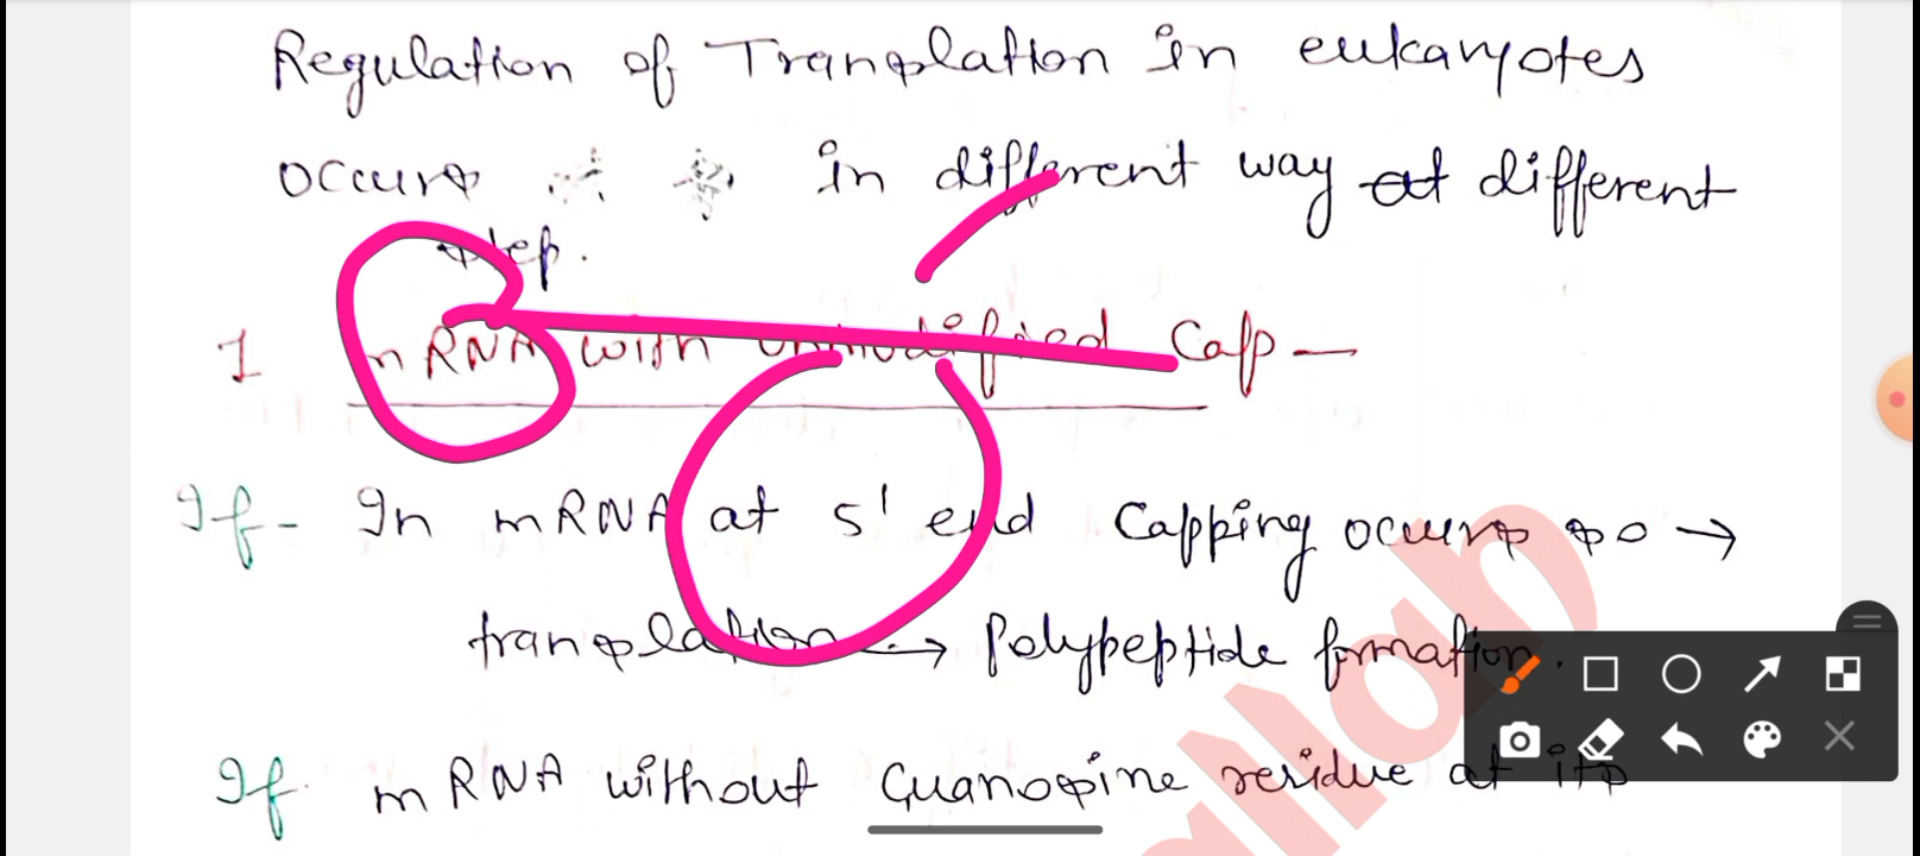 Regulation of Translation in eukaryotes
occurs in different way at different
step.
1 mRNA with unmodified Cap —
If - In mRNA at 5' end Capping occurs so →
translation → Polypeptide formation.
If mRNA without Guanosine residue at its